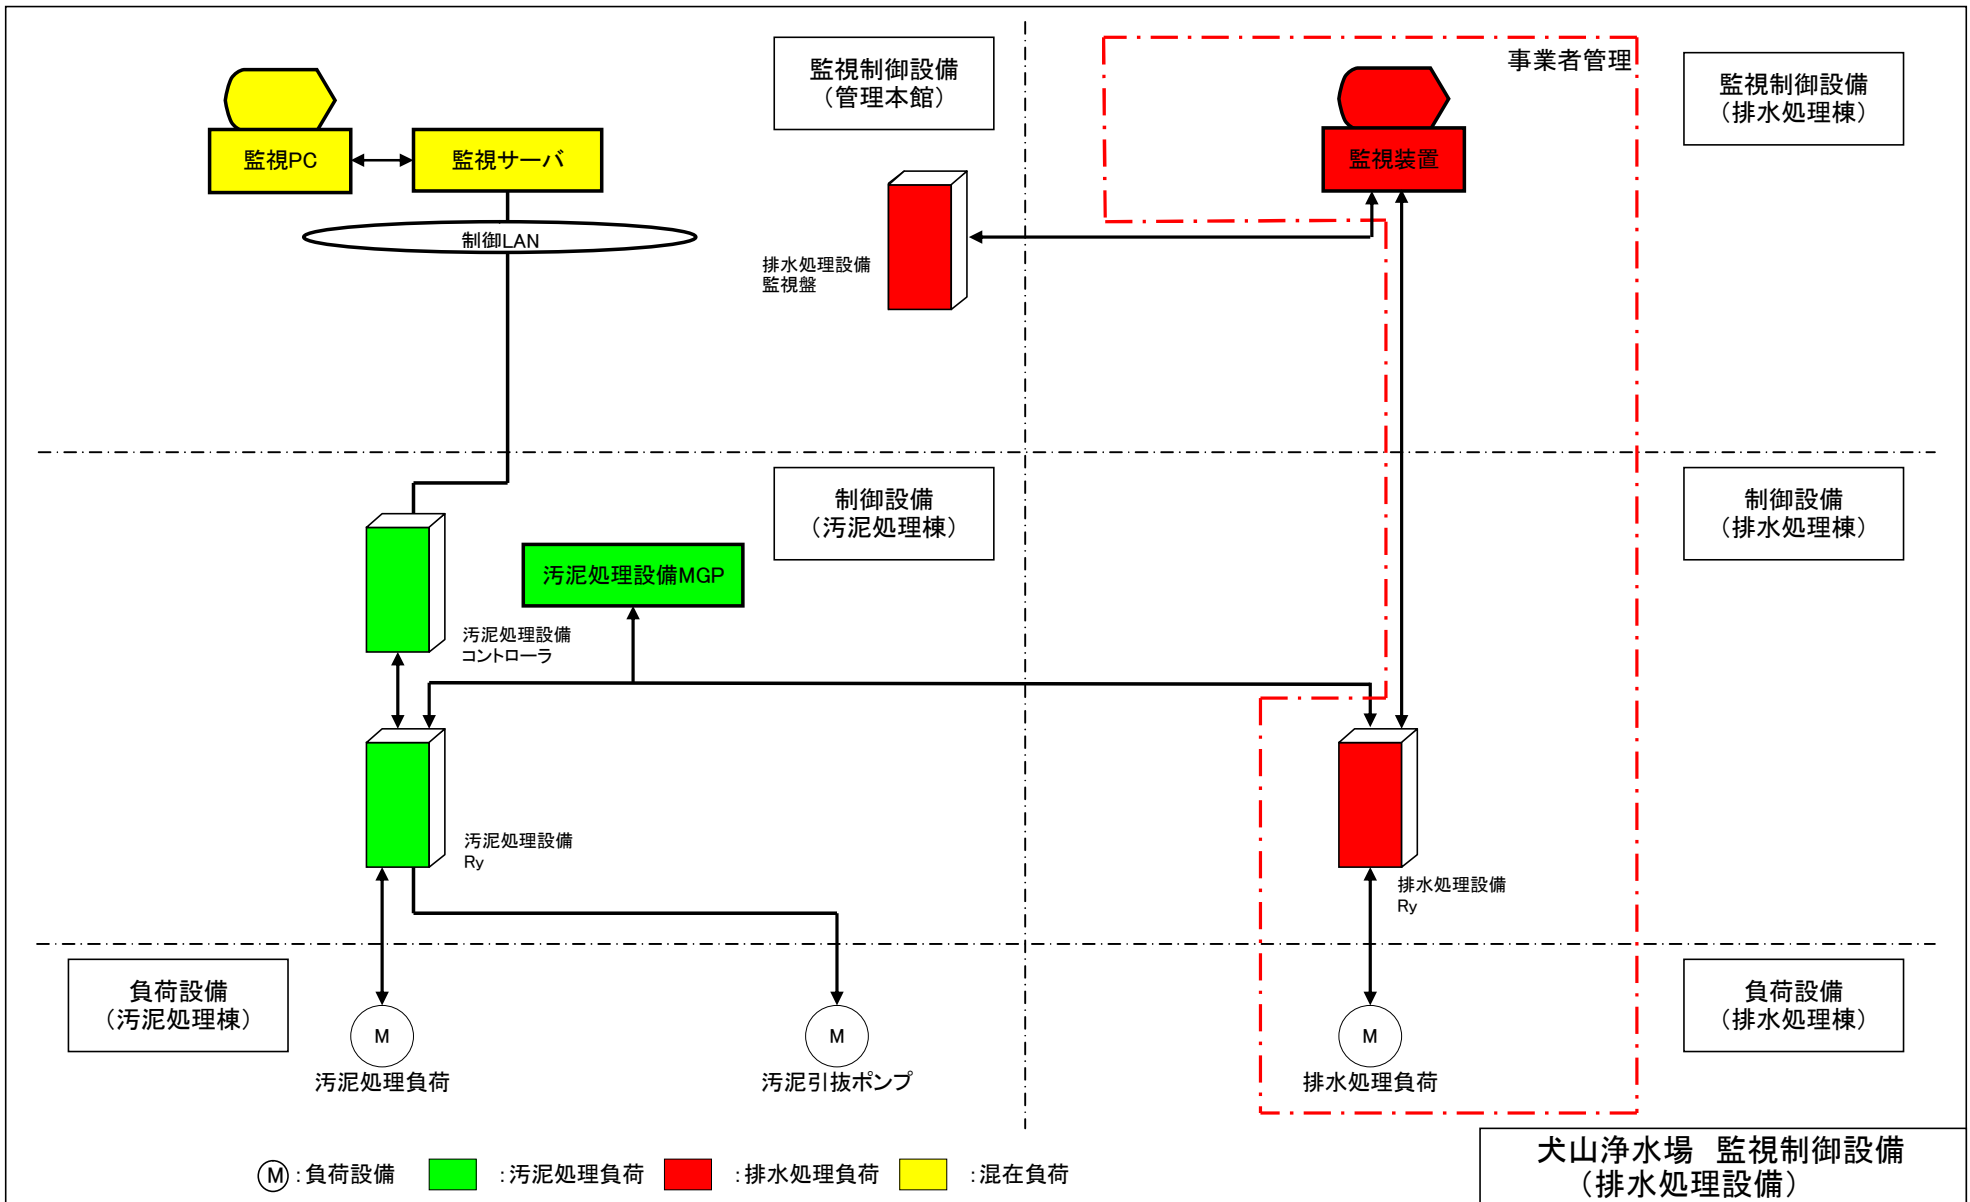 監視制御設備
（管理本館）
事業者管理
監視制御設備
（排水処理棟）
監視PC
監視サーバ
監視装置
制御LAN
排水処理設備
監視盤
制御設備
（汚泥処理棟）
制御設備
（排水処理棟）
汚泥処理設備MGP
汚泥処理設備
コントローラ
汚泥処理設備
Ry
排水処理設備
Ry
負荷設備
（汚泥処理棟）
負荷設備
（排水処理棟）
M
M
M
汚泥処理負荷
汚泥引抜ポンプ
排水処理負荷
M：負荷設備
：汚泥処理負荷
：排水処理負荷
：混在負荷
犬山浄水場　監視制御設備
（排水処理設備）